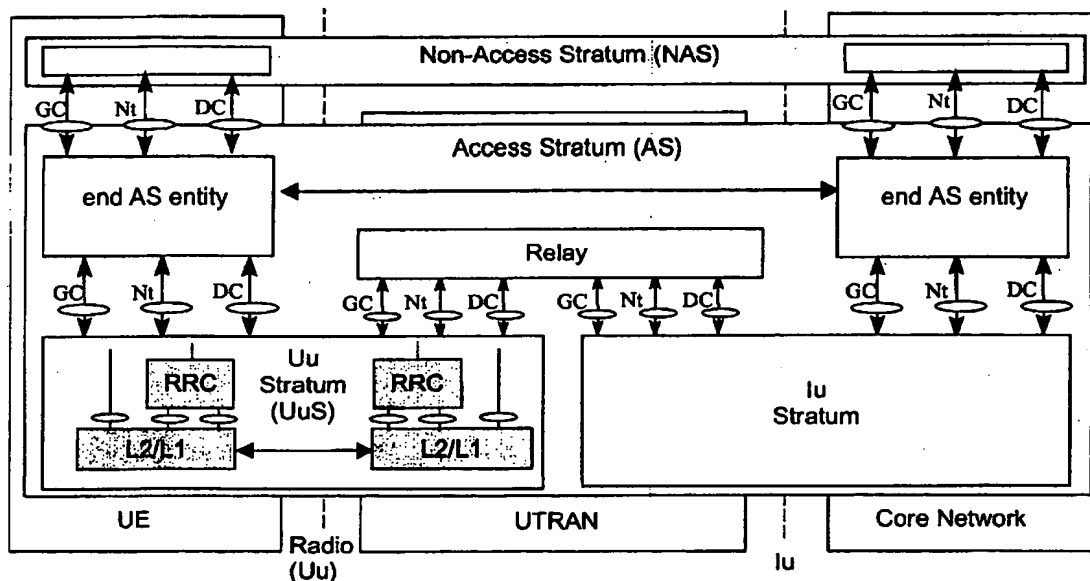 Non-Access Stratum (NAS)
GC Nt DC GC Nt DC
Access Stratum (AS)
end AS entity end AS entity
Relay
GC Nt DC GC Nt DC GC Nt DC GC Nt DC
RRC Uu Stratum (UuS) RRC
Iu Stratum
L2/L1 L2/L1
UE UTRAN Core Network
Radio (Uu) Iu